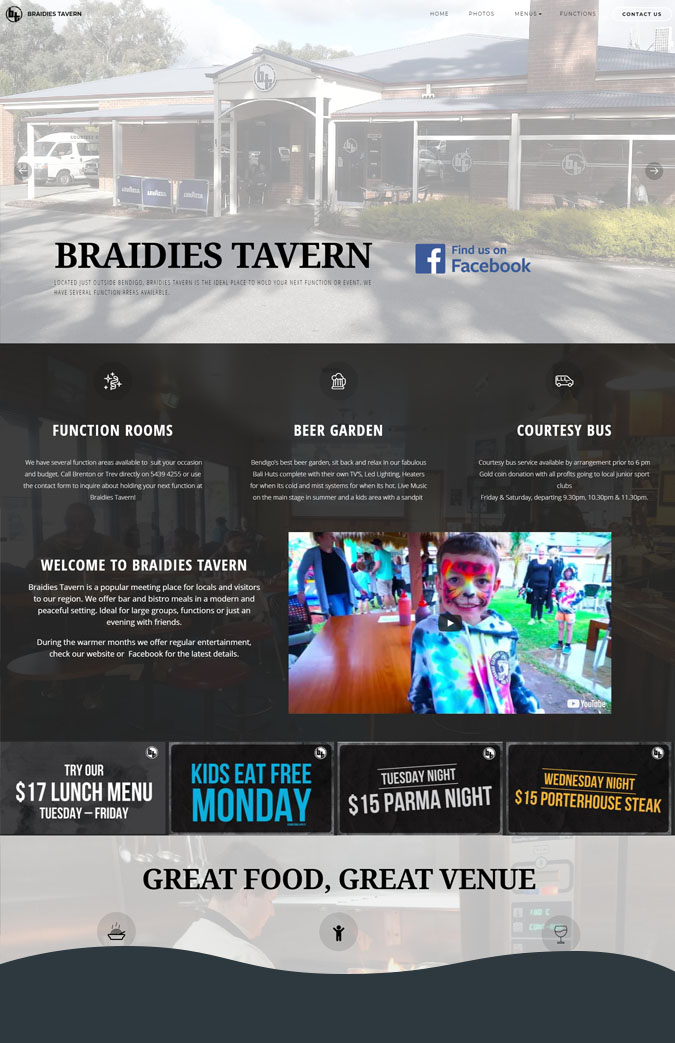 BRAIDIES TAVERN
HOME PHOTOS MENUS FUNCTIONS CONTACT US
BRAIDIES TAVERN
Find us on
Facebook
LOCATED JUST OUTSIDE BENDIGO, BRAIDIES TAVERN IS THE IDEAL PLACE TO HOLD YOUR NEXT FUNCTION OR EVENT. WE
HAVE SEVERAL FUNCTION AREAS AVAILABLE.
FUNCTION ROOMS
We have several function areas available to suit your occasion
and budget. Call Brenton or Trev directly on 5439 4255 or use
the contact form to inquire about holding your next function at
Braidies Tavern!
BEER GARDEN
Bendigo's best beer garden, sit back and relax in our fabulous
Bali Huts complete with their own TV'S, Led Lighting, Heaters
for when its cold and mist systems for when its hot. Live Music
on the main stage in summer and a kids area with a sandpit
COURTESY BUS
Courtesy bus service available by arrangement prior to 6 pm
Gold coin donation with all profits going to local junior sport
clubs
Friday & Saturday, departing 9.30pm, 10.30pm & 11.30pm.
WELCOME TO BRAIDIES TAVERN
Braidies Tavern is a popular meeting place for locals and visitors
to our region. We offer bar and bistro meals in a modern and
peaceful setting. Ideal for large groups, functions or just an
evening with friends.
During the warmer months we offer regular entertainment,
check our website or Facebook for the latest details.
YouTube
TRY OUR
$17 LUNCH MENU
TUESDAY – FRIDAY
KIDS EAT FREE
MONDAY
TUESDAY NIGHT
$15 PARMA NIGHT
WEDNESDAY NIGHT
$15 PORTERHOUSE STEAK
GREAT FOOD, GREAT VENUE